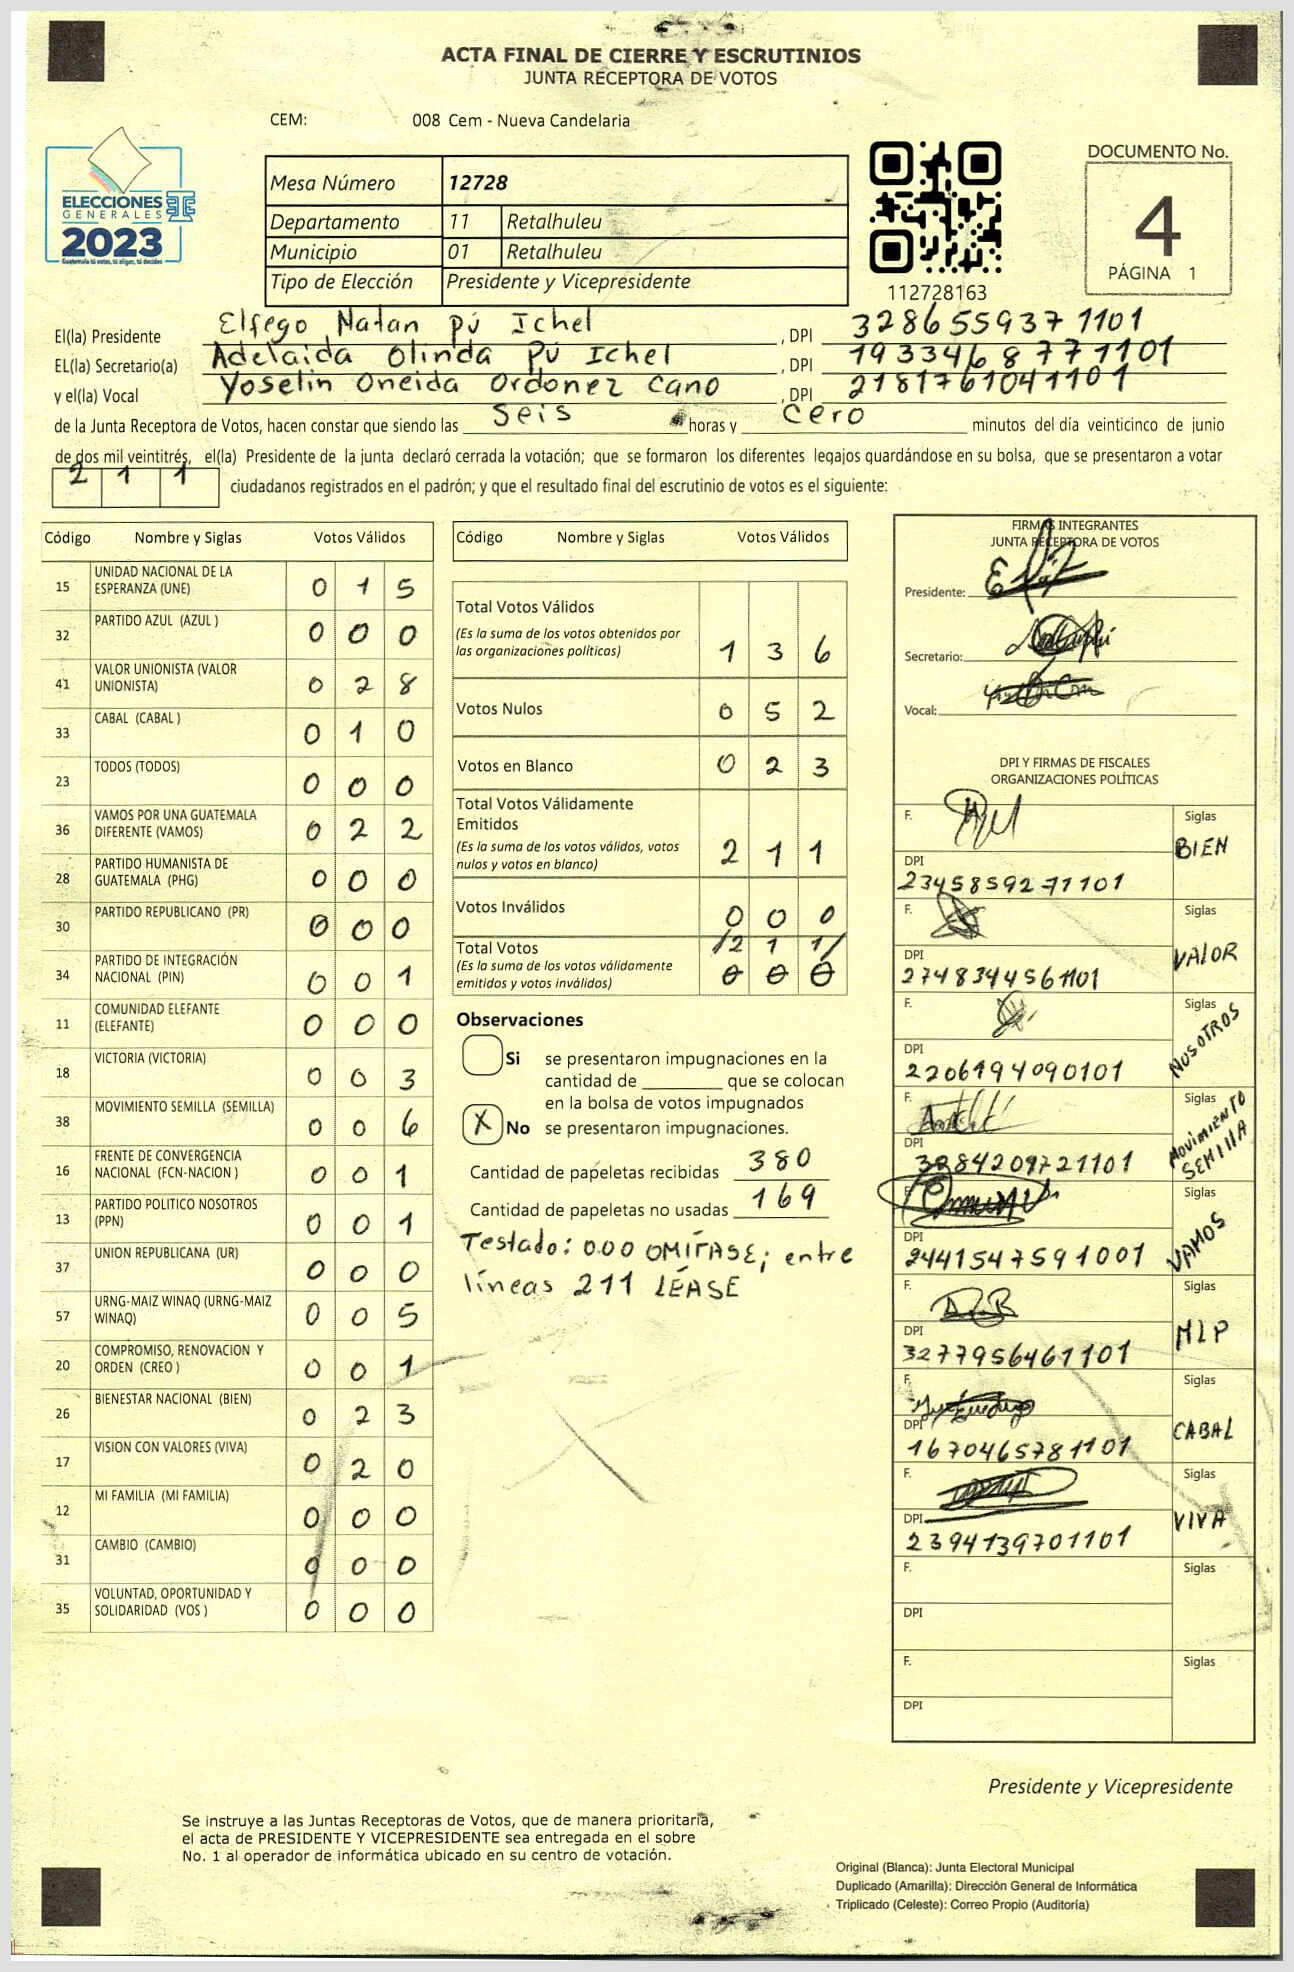 ACTA FINAL DE CIERRE Y ESCRUTINIOS
JUNTA RECEPTORA DE VOTOS
CEM: 008 Cem - Nueva Candelaria
ELECCIONES
GENERALES
2023
Guatemala tú votas, tú eliges, tú decides
Mesa Número 12728
Departamento 11 Retalhuleu
Municipio 01 Retalhuleu
Tipo de Elección Presidente y Vicepresidente
112728163
DOCUMENTO No.
4
PÁGINA 1
El(la) Presidente Elfego Natan pú Ichel , DPI 3286559371101
EL(la) Secretario(a) Adelaida Olinda Pú Ichel , DPI 1933468771101
y el(la) Vocal Yoselin Oneida Ordonez Cano , DPI 2181761041101
de la Junta Receptora de Votos, hacen constar que siendo las seis horas y cero minutos del día veinticinco de junio
de dos mil veintitrés, el(la) Presidente de la junta declaró cerrada la votación; que se formaron los diferentes legajos guardándose en su bolsa, que se presentaron a votar
2 1 1 ciudadanos registrados en el padrón; y que el resultado final del escrutinio de votos es el siguiente:
Código Nombre y Siglas Votos Válidos
15 UNIDAD NACIONAL DE LA
ESPERANZA (UNE) 0 1 5
32 PARTIDO AZUL (AZUL ) 0 0 0
41 VALOR UNIONISTA (VALOR
UNIONISTA) 0 2 8
33 CABAL (CABAL ) 0 1 0
23 TODOS (TODOS) 0 0 0
36 VAMOS POR UNA GUATEMALA
DIFERENTE (VAMOS) 0 2 2
28 PARTIDO HUMANISTA DE
GUATEMALA (PHG) 0 0 0
30 PARTIDO REPUBLICANO (PR) 0 0 0
34 PARTIDO DE INTEGRACIÓN
NACIONAL (PIN) 0 0 1
11 COMUNIDAD ELEFANTE
(ELEFANTE) 0 0 0
18 VICTORIA (VICTORIA) 0 0 3
38 MOVIMIENTO SEMILLA (SEMILLA) 0 0 6
16 FRENTE DE CONVERGENCIA
NACIONAL (FCN-NACION ) 0 0 1
13 PARTIDO POLITICO NOSOTROS
(PPN) 0 0 1
37 UNION REPUBLICANA (UR) 0 0 0
57 URNG-MAIZ WINAQ (URNG-MAIZ
WINAQ) 0 0 5
20 COMPROMISO, RENOVACION Y
ORDEN (CREO ) 0 0 1
26 BIENESTAR NACIONAL (BIEN) 0 2 3
17 VISION CON VALORES (VIVA) 0 2 0
12 MI FAMILIA (MI FAMILIA) 0 0 0
31 CAMBIO (CAMBIO) 0 0 0
35 VOLUNTAD, OPORTUNIDAD Y
SOLIDARIDAD (VOS ) 0 0 0
Código Nombre y Siglas Votos Válidos
Total Votos Válidos
(Es la suma de los votos obtenidos por
las organizaciones políticas) 1 3 6
Votos Nulos 0 5 2
Votos en Blanco 0 2 3
Total Votos Válidamente
Emitidos
(Es la suma de los votos válidos, votos
nulos y votos en blanco) 2 1 1
Votos Inválidos 0 0 0
Total Votos /2 1 1/
(Es la suma de los votos válidamente
emitidos y votos inválidos) 0 0 0
Observaciones
Si se presentaron impugnaciones en la
cantidad de ________ que se colocan
en la bolsa de votos impugnados
X No se presentaron impugnaciones.
Cantidad de papeletas recibidas 380
Cantidad de papeletas no usadas 169
Testado: 000 OMÍTASE; entre
líneas 211 LÉASE
FIRMAS INTEGRANTES
JUNTA RECEPTORA DE VOTOS
Presidente:
Secretario:
Vocal:
DPI Y FIRMAS DE FISCALES
ORGANIZACIONES POLÍTICAS
F. Siglas
BIEN
DPI
2345859271101
F. Siglas
VALOR
DPI
2748344561101
F. Siglas
NOSOTROS
DPI
2206194090101
F. Siglas
MOVIMIENTO
SEMILLA
DPI
3284209721101
F. Siglas
VAMOS
DPI
2441547591001
F. Siglas
MLP
DPI
3277956461101
F. Siglas
CABAL
DPI
1670465781101
F. Siglas
VIVA
DPI
2394139701101
F. Siglas
DPI
F. Siglas
DPI
Presidente y Vicepresidente
Se instruye a las Juntas Receptoras de Votos, que de manera prioritaria,
el acta de PRESIDENTE Y VICEPRESIDENTE sea entregada en el sobre
No. 1 al operador de informática ubicado en su centro de votación.
Original (Blanca): Junta Electoral Municipal
Duplicado (Amarilla): Dirección General de Informática
Triplicado (Celeste): Correo Propio (Auditoría)